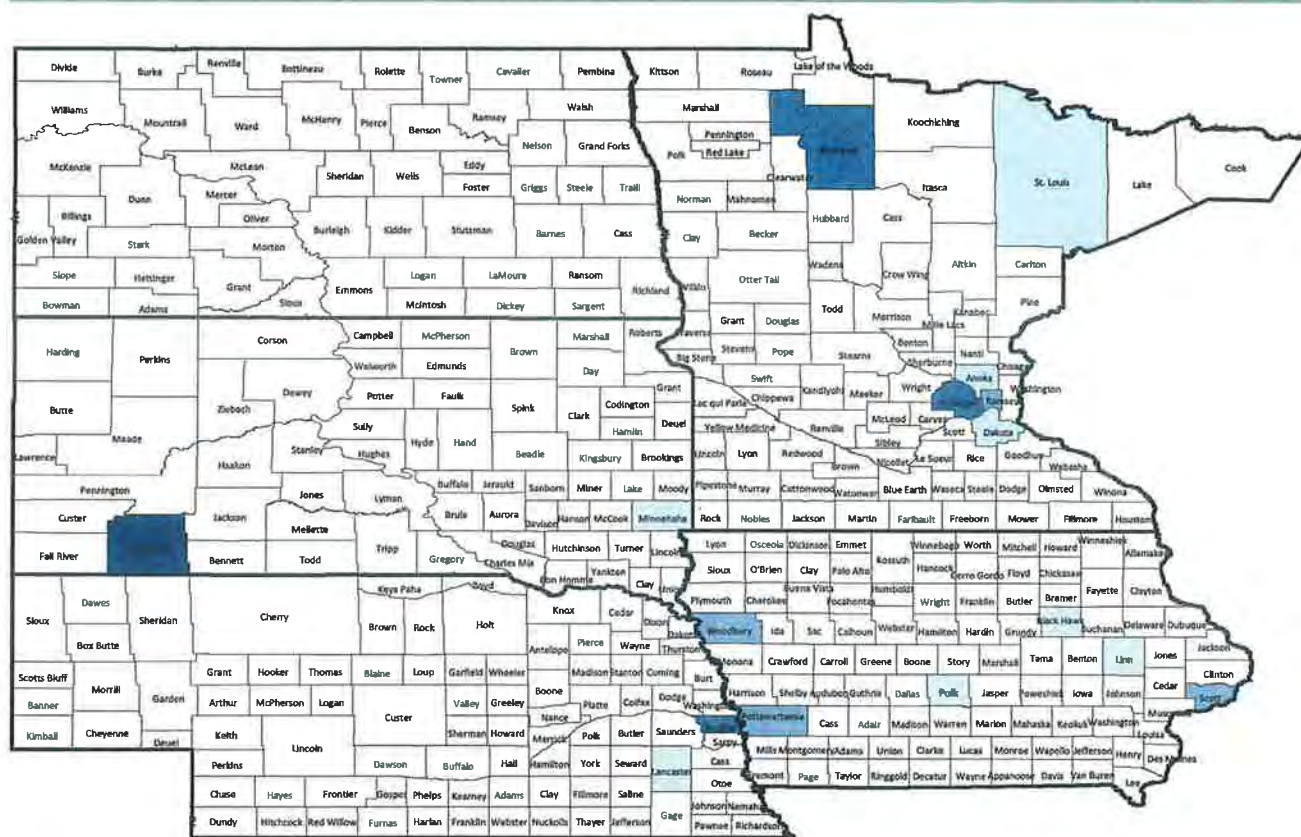 Divide Burke Renville Bottineau Rolette Towner Cavalier Pembina Kittson Roseau Lake of the Woods
Williams Mountrail Ward McHenry Pierce Benson Ramsey Walsh Marshall Koochiching
Nelson Grand Forks Polk Pennington Red Lake
McKenzie McLean Sheridan Wells Eddy Foster Clearwater Itasca St. Louis Lake Cook
Dunn Mercer Oliver Griggs Steele Traill Norman Mahnomen
Golden Valley Billings Stark Morton Burleigh Kidder Stutsman Barnes Cass Clay Becker Hubbard Cass
Slope Hettinger Grant Emmons Logan LaMoure Ransom Richland Wilkin Otter Tail Wadena Crow Wing Aitkin Carlton
Bowman Adams Sioux McIntosh Dickey Sargent Grant Douglas Todd Morrison Mille Lacs Kanabec Pine
Harding Perkins Corson Campbell McPherson Brown Marshall Roberts Traverse Stevens Pope Stearns Benton
Walworth Edmunds Day Big Stone Swift Sherburne Isanti Chisago
Butte Ziebach Dewey Potter Faulk Spink Clark Codington Grant Lac qui Parle Chippewa Kandiyohi Meeker Wright Anoka Ramsey Washington
Meade Sully Hyde Hand Hamlin Deuel Yellow Medicine Renville McLeod Carver Scott Dakota
Lawrence Haakon Stanley Hughes Beadle Kingsbury Brookings Lincoln Lyon Redwood Brown Sibley Nicollet Le Sueur Rice Goodhue Wabasha
Pennington Jones Lyman Buffalo Jerauld Sanborn Miner Lake Moody Pipestone Murray Cottonwood Watonwan Blue Earth Waseca Steele Dodge Olmsted Winona
Custer Jackson Mellette Brule Aurora Davison Hanson McCook Minnehaha Rock Nobles Jackson Martin Faribault Freeborn Mower Fillmore Houston
Fall River Bennett Todd Tripp Gregory Douglas Charles Mix Hutchinson Turner Lincoln
Bon Homme Yankton Clay Union
Lyon Osceola Dickinson Emmet Kossuth Winnebago Worth Mitchell Howard Winneshiek Allamakee
Sioux O'Brien Clay Palo Alto Hancock Cerro Gordo Floyd Chickasaw
Plymouth Cherokee Buena Vista Pocahontas Humboldt Wright Franklin Butler Bremer Fayette Clayton
Woodbury Ida Sac Calhoun Webster Hamilton Hardin Grundy Black Hawk Buchanan Delaware Dubuque
Sioux Dawes Sheridan Cherry Keya Paha Boyd Brown Rock Holt Knox Cedar Dixon Dakota
Box Butte Antelope Pierce Wayne Thurston Monona Crawford Carroll Greene Boone Story Marshall Tama Benton Linn Jones Jackson
Scotts Bluff Morrill Garden Grant Hooker Thomas Blaine Loup Garfield Wheeler Madison Stanton Cuming Burt Clinton
Banner Arthur McPherson Logan Custer Valley Greeley Boone Platte Colfax Dodge Washington Harrison Shelby Audubon Guthrie Dallas Polk Jasper Poweshiek Iowa Johnson Cedar Scott
Kimball Cheyenne Deuel Keith Lincoln Sherman Howard Nance Merrick Polk Butler Saunders Sarpy Pottawattamie Cass Adair Madison Warren Marion Mahaska Keokuk Washington Louisa
Perkins Dawson Buffalo Hall Hamilton York Seward Lancaster Cass Otoe Mills Montgomery Adams Union Clarke Lucas Monroe Wapello Jefferson Henry Des Moines
Chase Hayes Frontier Gosper Phelps Kearney Adams Clay Fillmore Saline Gage Page Taylor Ringgold Decatur Wayne Appanoose Davis Van Buren Lee
Dundy Hitchcock Red Willow Furnas Harlan Franklin Webster Nuckolls Thayer Jefferson Johnson Nemaha Pawnee Richardson